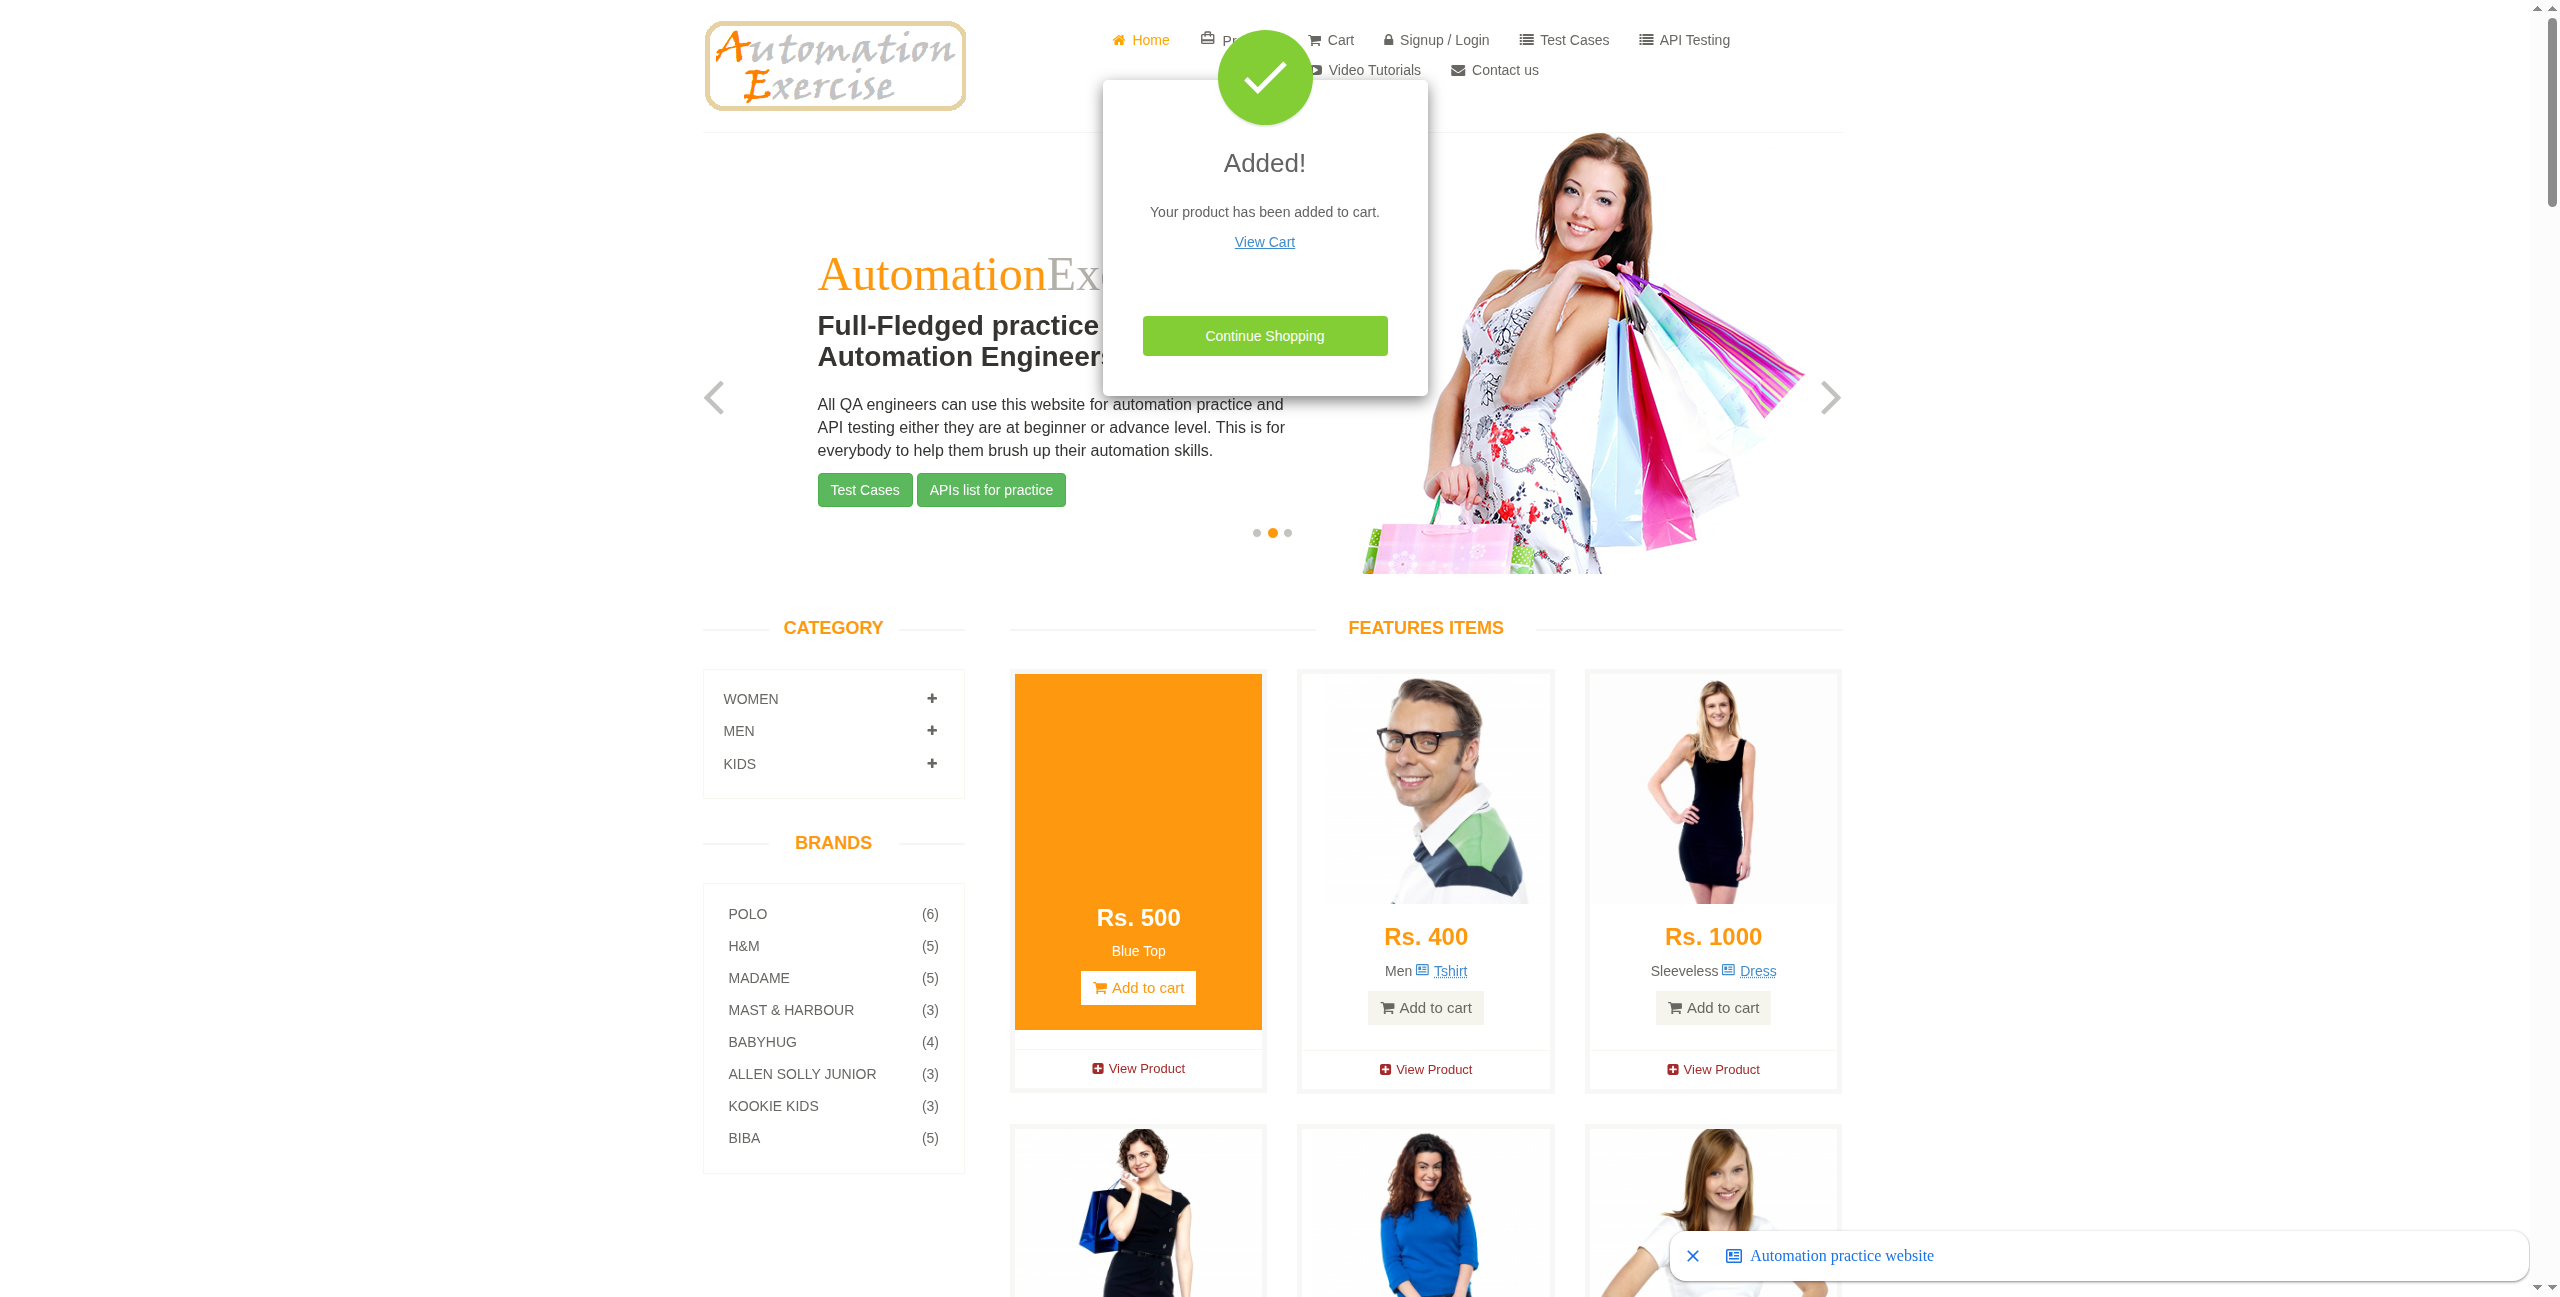 Automation
Exercise
Home
Cart
Signup / Login
Test Cases
API Testing
Video Tutorials
Contact us
Added!
Your product has been added to cart.
View Cart
Continue Shopping
AutomationEx
Full-Fledged practice
Automation Engineers
All QA engineers can use this website for automation practice and
API testing either they are at beginner or advance level. This is for
everybody to help them brush up their automation skills.
Test Cases
APIs list for practice
CATEGORY
WOMEN
MEN
KIDS
BRANDS
POLO (6)
H&M (5)
MADAME (5)
MAST & HARBOUR (3)
BABYHUG (4)
ALLEN SOLLY JUNIOR (3)
KOOKIE KIDS (3)
BIBA (5)
FEATURES ITEMS
Rs. 500
Blue Top
Add to cart
View Product
Rs. 400
Men Tshirt
Add to cart
View Product
Rs. 1000
Sleeveless Dress
Add to cart
View Product
Automation practice website